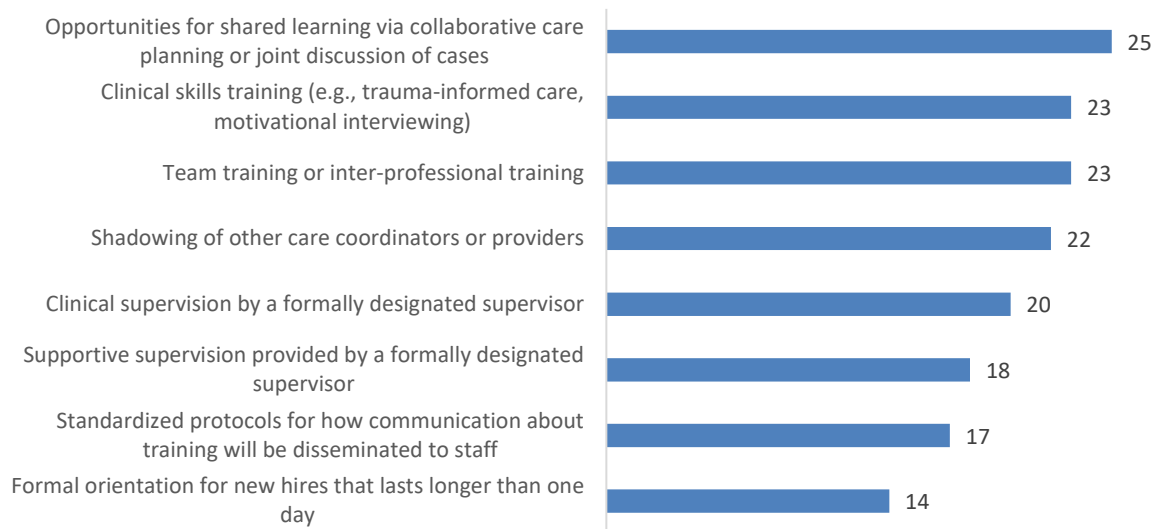 Opportunities for shared learning via collaborative care
planning or joint discussion of cases
25
Clinical skills training (e.g., trauma-informed care,
motivational interviewing)
23
Team training or inter-professional training
23
Shadowing of other care coordinators or providers
22
Clinical supervision by a formally designated supervisor
20
Supportive supervision provided by a formally designated
supervisor
18
Standardized protocols for how communication about
training will be disseminated to staff
17
Formal orientation for new hires that lasts longer than one
day
14